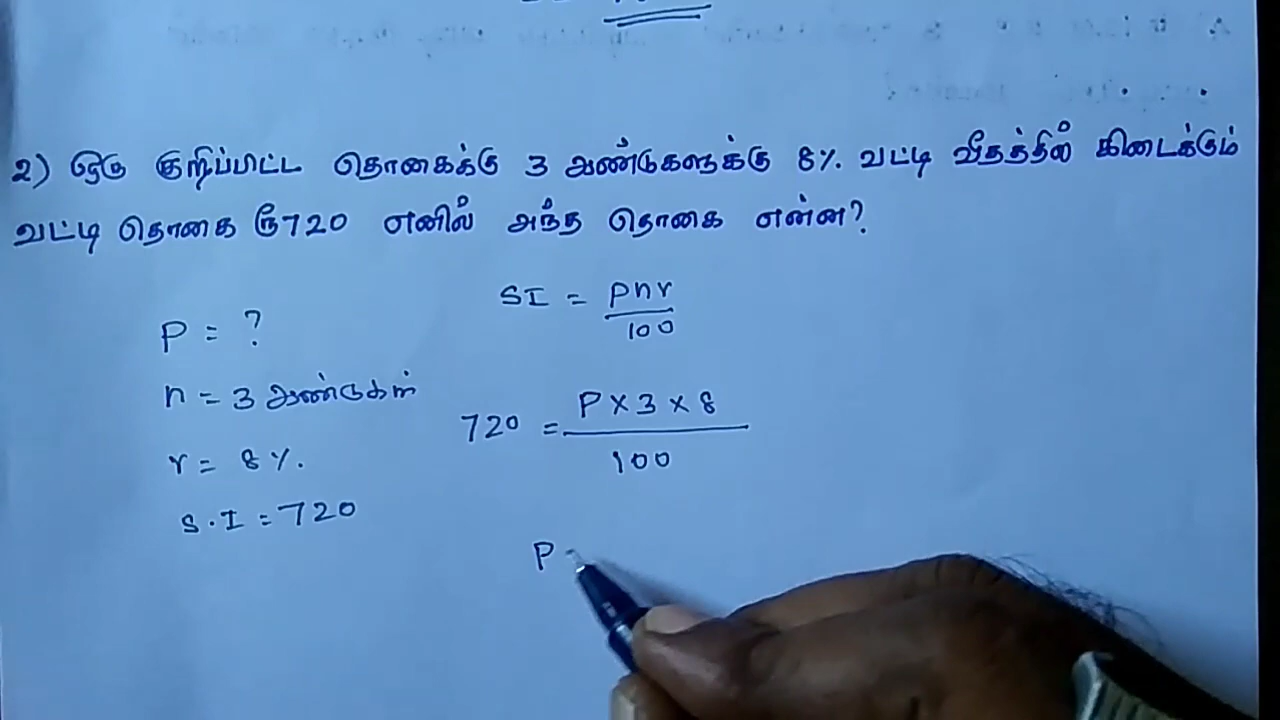 2) ஒரு குறிப்பிட்ட தொகைக்கு 3 ஆண்டுகளுக்கு 8%. வட்டி வீதத்தில் கிடைக்கும்
வட்டி தொகை ரூ720 எனில் அந்த தொகை என்ன?
SI = pnr
100
P = ?
n = 3 ஆண்டுகள்
r = 8%.
S.I = 720
720 = P x 3 x 8
100
P